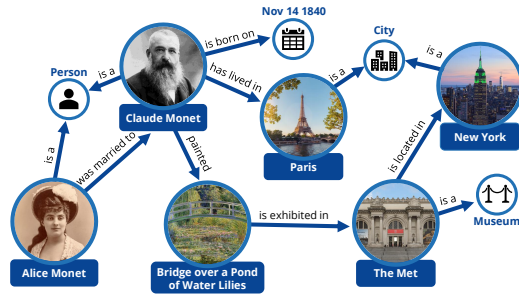 Nov 14 1840
is born on
City
Person
is a
has lived in
is a
is a
Claude Monet
New York
Paris
is a
was married to
painted
is located in
is a
Museum
is exhibited in
Alice Monet
Bridge over a Pond
of Water Lilies
The Met